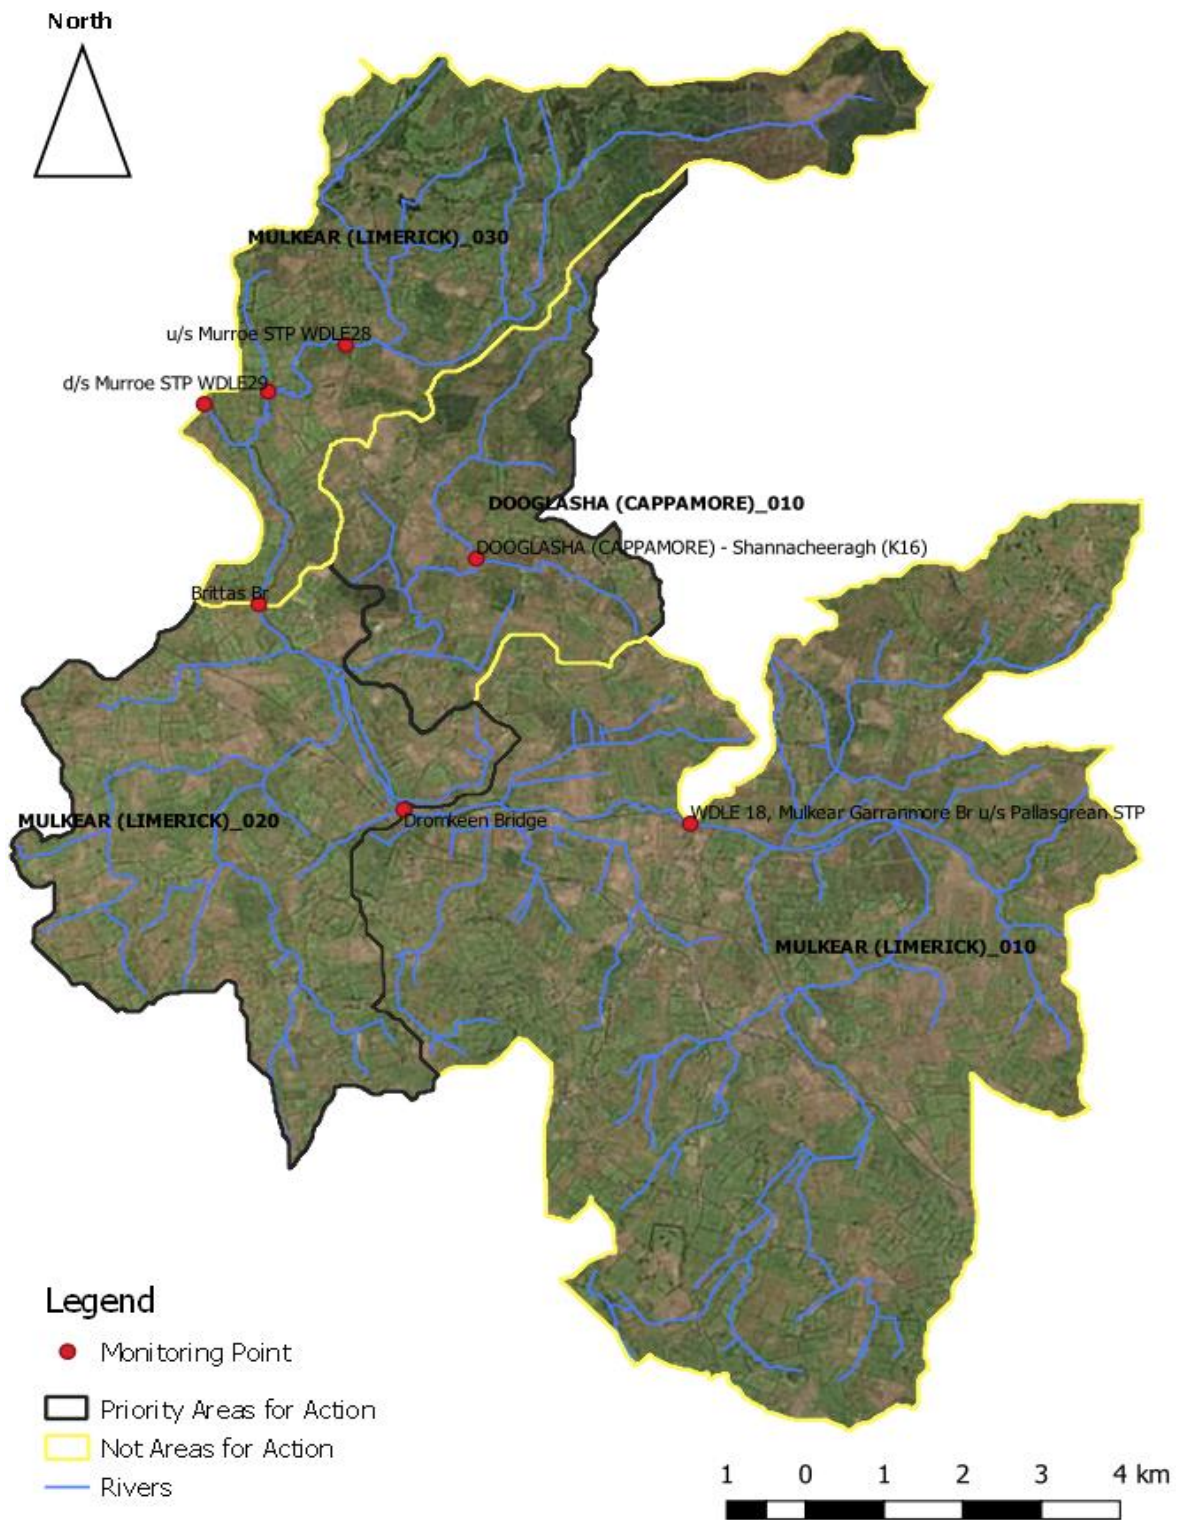 North
MULKEAR (LIMERICK)_030
u/s Murroe STP WDLE28
d/s Murroe STP WDLE29
DOOGLASHA (CAPPAMORE)_010
DOOGLASHA (CAPPAMORE) - Shannacheeragh (K16)
Brittas Br
MULKEAR (LIMERICK)_020
Dromkeen Bridge
WDLE 18, Mulkear Garranmore Br u/s Pallasgrean STP
MULKEAR (LIMERICK)_010
Legend
Monitoring Point
Priority Areas for Action
Not Areas for Action
Rivers
1 0 1 2 3 4 km